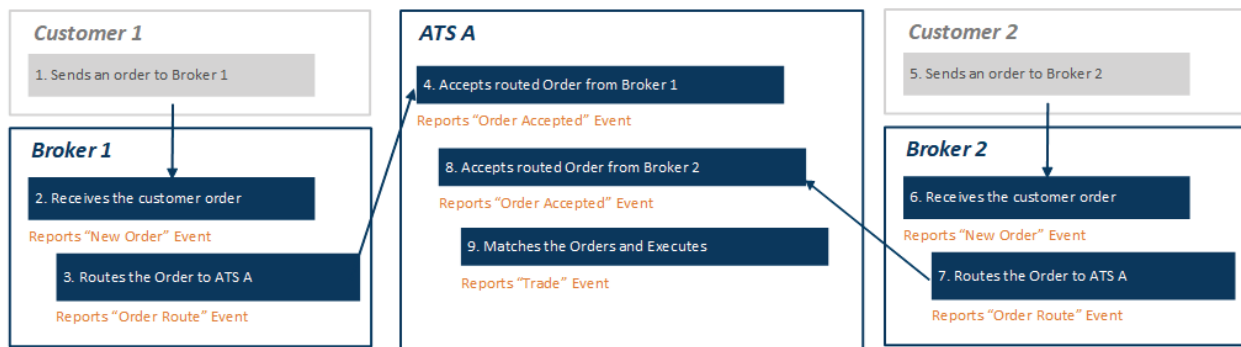 Customer 1
1. Sends an order to Broker 1
Broker 1
2. Receives the customer order
Reports “New Order” Event
3. Routes the Order to ATS A
Reports “Order Route” Event
ATS A
4. Accepts routed Order from Broker 1
Reports “Order Accepted” Event
8. Accepts routed Order from Broker 2
Reports “Order Accepted” Event
9. Matches the Orders and Executes
Reports “Trade” Event
Customer 2
5. Sends an order to Broker 2
Broker 2
6. Receives the customer order
Reports “New Order” Event
7. Routes the Order to ATS A
Reports “Order Route” Event